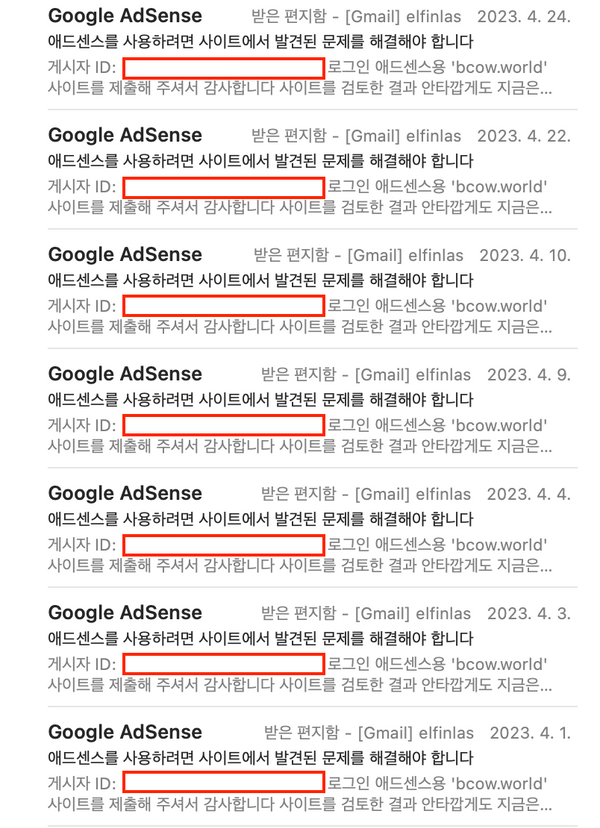 Google AdSense 받은 편지함 - [Gmail] elfinlas 2023. 4. 24.
애드센스를 사용하려면 사이트에서 발견된 문제를 해결해야 합니다
게시자 ID: 로그인 애드센스용 'bcow.world'
사이트를 제출해 주셔서 감사합니다 사이트를 검토한 결과 안타깝게도 지금은...
Google AdSense 받은 편지함 - [Gmail] elfinlas 2023. 4. 22.
애드센스를 사용하려면 사이트에서 발견된 문제를 해결해야 합니다
게시자 ID: 로그인 애드센스용 'bcow.world'
사이트를 제출해 주셔서 감사합니다 사이트를 검토한 결과 안타깝게도 지금은...
Google AdSense 받은 편지함 - [Gmail] elfinlas 2023. 4. 10.
애드센스를 사용하려면 사이트에서 발견된 문제를 해결해야 합니다
게시자 ID: 로그인 애드센스용 'bcow.world'
사이트를 제출해 주셔서 감사합니다 사이트를 검토한 결과 안타깝게도 지금은...
Google AdSense 받은 편지함 - [Gmail] elfinlas 2023. 4. 9.
애드센스를 사용하려면 사이트에서 발견된 문제를 해결해야 합니다
게시자 ID: 로그인 애드센스용 'bcow.world'
사이트를 제출해 주셔서 감사합니다 사이트를 검토한 결과 안타깝게도 지금은...
Google AdSense 받은 편지함 - [Gmail] elfinlas 2023. 4. 4.
애드센스를 사용하려면 사이트에서 발견된 문제를 해결해야 합니다
게시자 ID: 로그인 애드센스용 'bcow.world'
사이트를 제출해 주셔서 감사합니다 사이트를 검토한 결과 안타깝게도 지금은...
Google AdSense 받은 편지함 - [Gmail] elfinlas 2023. 4. 3.
애드센스를 사용하려면 사이트에서 발견된 문제를 해결해야 합니다
게시자 ID: 로그인 애드센스용 'bcow.world'
사이트를 제출해 주셔서 감사합니다 사이트를 검토한 결과 안타깝게도 지금은...
Google AdSense 받은 편지함 - [Gmail] elfinlas 2023. 4. 1.
애드센스를 사용하려면 사이트에서 발견된 문제를 해결해야 합니다
게시자 ID: 로그인 애드센스용 'bcow.world'
사이트를 제출해 주셔서 감사합니다 사이트를 검토한 결과 안타깝게도 지금은...